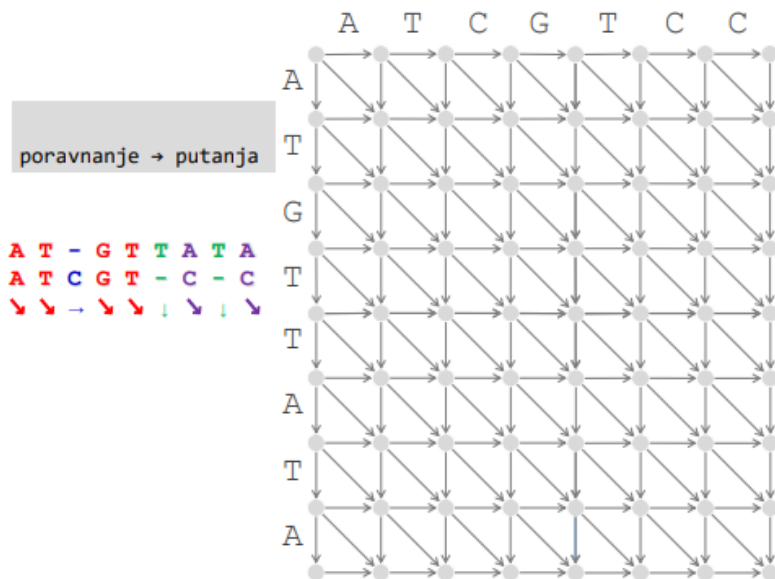 A T C G T C C
A
T
G
T
T
A
T
A
poravnanje → putanja
A T - G T T A T A
A T C G T - C - C
↘ ↘ → ↘ ↘ ↓ ↘ ↓ ↘